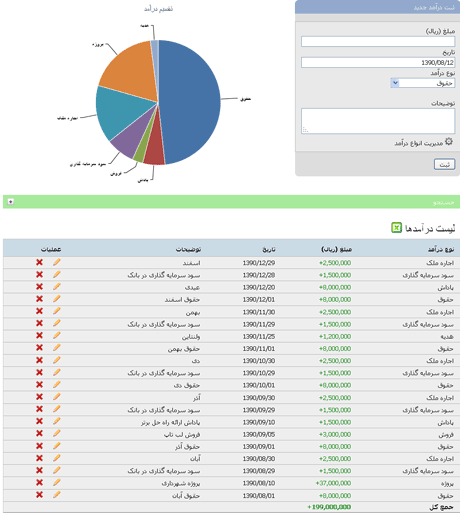 ثبت درآمد جدید
مبلغ (ریال)
تاریخ
1390/08/12
نوع درآمد
حقوق
توضیحات
مدیریت انواع درآمد
ثبت
تقسیم درآمد
هدیه
پروژه
اجاره ملک
سود سرمایه گذاری
فروش
پاداش
حقوق
جستجو
لیست درآمدها
نوع درآمد مبلغ (ریال) تاریخ توضیحات عملیات
اجاره ملک +2,500,000 1390/12/29 اسفند
سود سرمایه گذاری +1,500,000 1390/12/28 سود سرمایه گذاری در بانک
پاداش +8,000,000 1390/12/20 عیدی
حقوق +8,000,000 1390/12/01 حقوق اسفند
اجاره ملک +2,500,000 1390/11/30 بهمن
سود سرمایه گذاری +1,500,000 1390/11/29 سود سرمایه گذاری در بانک
هدیه +1,200,000 1390/11/25 ولنتاین
حقوق +8,000,000 1390/11/01 حقوق بهمن
اجاره ملک +2,500,000 1390/10/30 دی
سود سرمایه گذاری +1,500,000 1390/10/29 سود سرمایه گذاری در بانک
حقوق +8,000,000 1390/10/01 حقوق دی
اجاره ملک +2,500,000 1390/09/30 آذر
سود سرمایه گذاری +1,500,000 1390/09/29 سود سرمایه گذاری در بانک
پاداش +1,500,000 1390/09/10 پاداش ارائه راه حل برتر
فروش +3,000,000 1390/09/05 فروش لپ تاپ
حقوق +8,000,000 1390/09/01 حقوق آذر
اجاره ملک +2,500,000 1390/08/30 آبان
سود سرمایه گذاری +1,500,000 1390/08/29 سود سرمایه گذاری در بانک
پروژه +37,000,000 1390/08/10 پروژه شهرداری
حقوق +8,000,000 1390/08/01 حقوق آبان
جمع کل +199,000,000